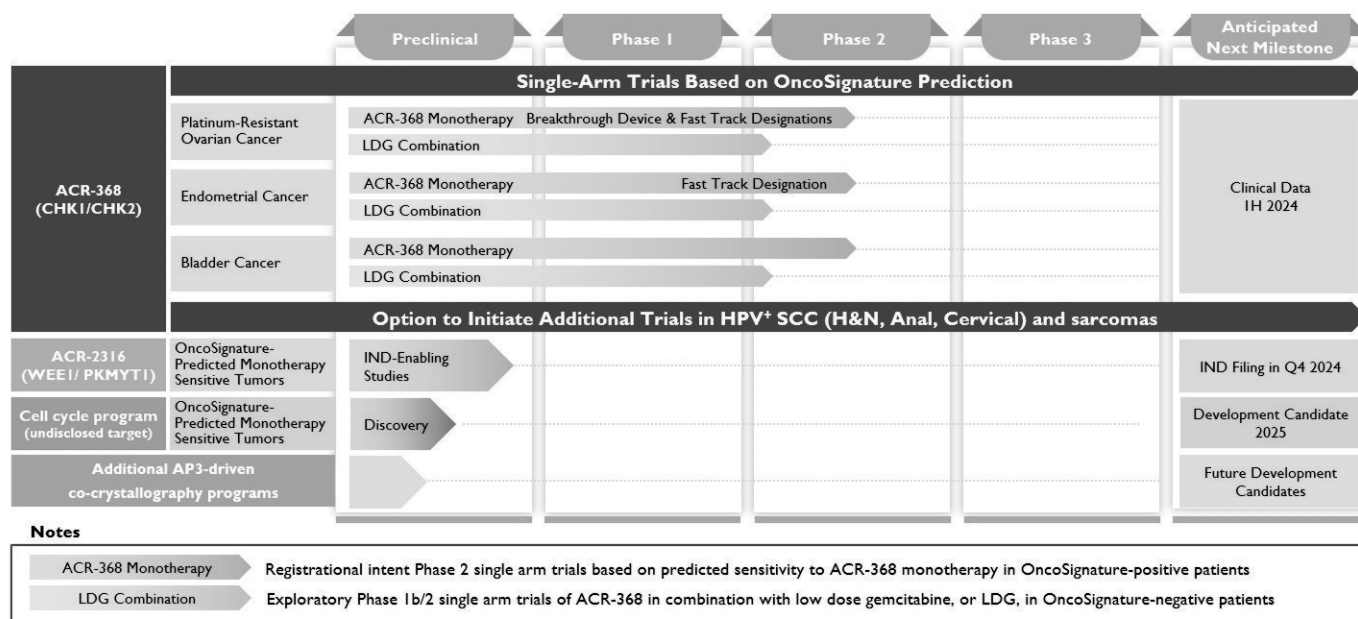 Preclinical
Phase 1
Phase 2
Phase 3
Anticipated
Next Milestone
Single-Arm Trials Based on OncoSignature Prediction
ACR-368
(CHK1/CHK2)
Platinum-Resistant
Ovarian Cancer
ACR-368 Monotherapy Breakthrough Device & Fast Track Designations
LDG Combination
Endometrial Cancer
ACR-368 Monotherapy Fast Track Designation
LDG Combination
Bladder Cancer
ACR-368 Monotherapy
LDG Combination
Clinical Data
1H 2024
Option to Initiate Additional Trials in HPV⁺ SCC (H&N, Anal, Cervical) and sarcomas
ACR-2316
(WEE1/ PKMYT1)
OncoSignature-
Predicted Monotherapy
Sensitive Tumors
IND-Enabling
Studies
IND Filing in Q4 2024
Cell cycle program
(undisclosed target)
OncoSignature-
Predicted Monotherapy
Sensitive Tumors
Discovery
Development Candidate
2025
Additional AP3-driven
co-crystallography programs
Future Development
Candidates
Notes
ACR-368 Monotherapy
Registrational intent Phase 2 single arm trials based on predicted sensitivity to ACR-368 monotherapy in OncoSignature-positive patients
LDG Combination
Exploratory Phase 1b/2 single arm trials of ACR-368 in combination with low dose gemcitabine, or LDG, in OncoSignature-negative patients